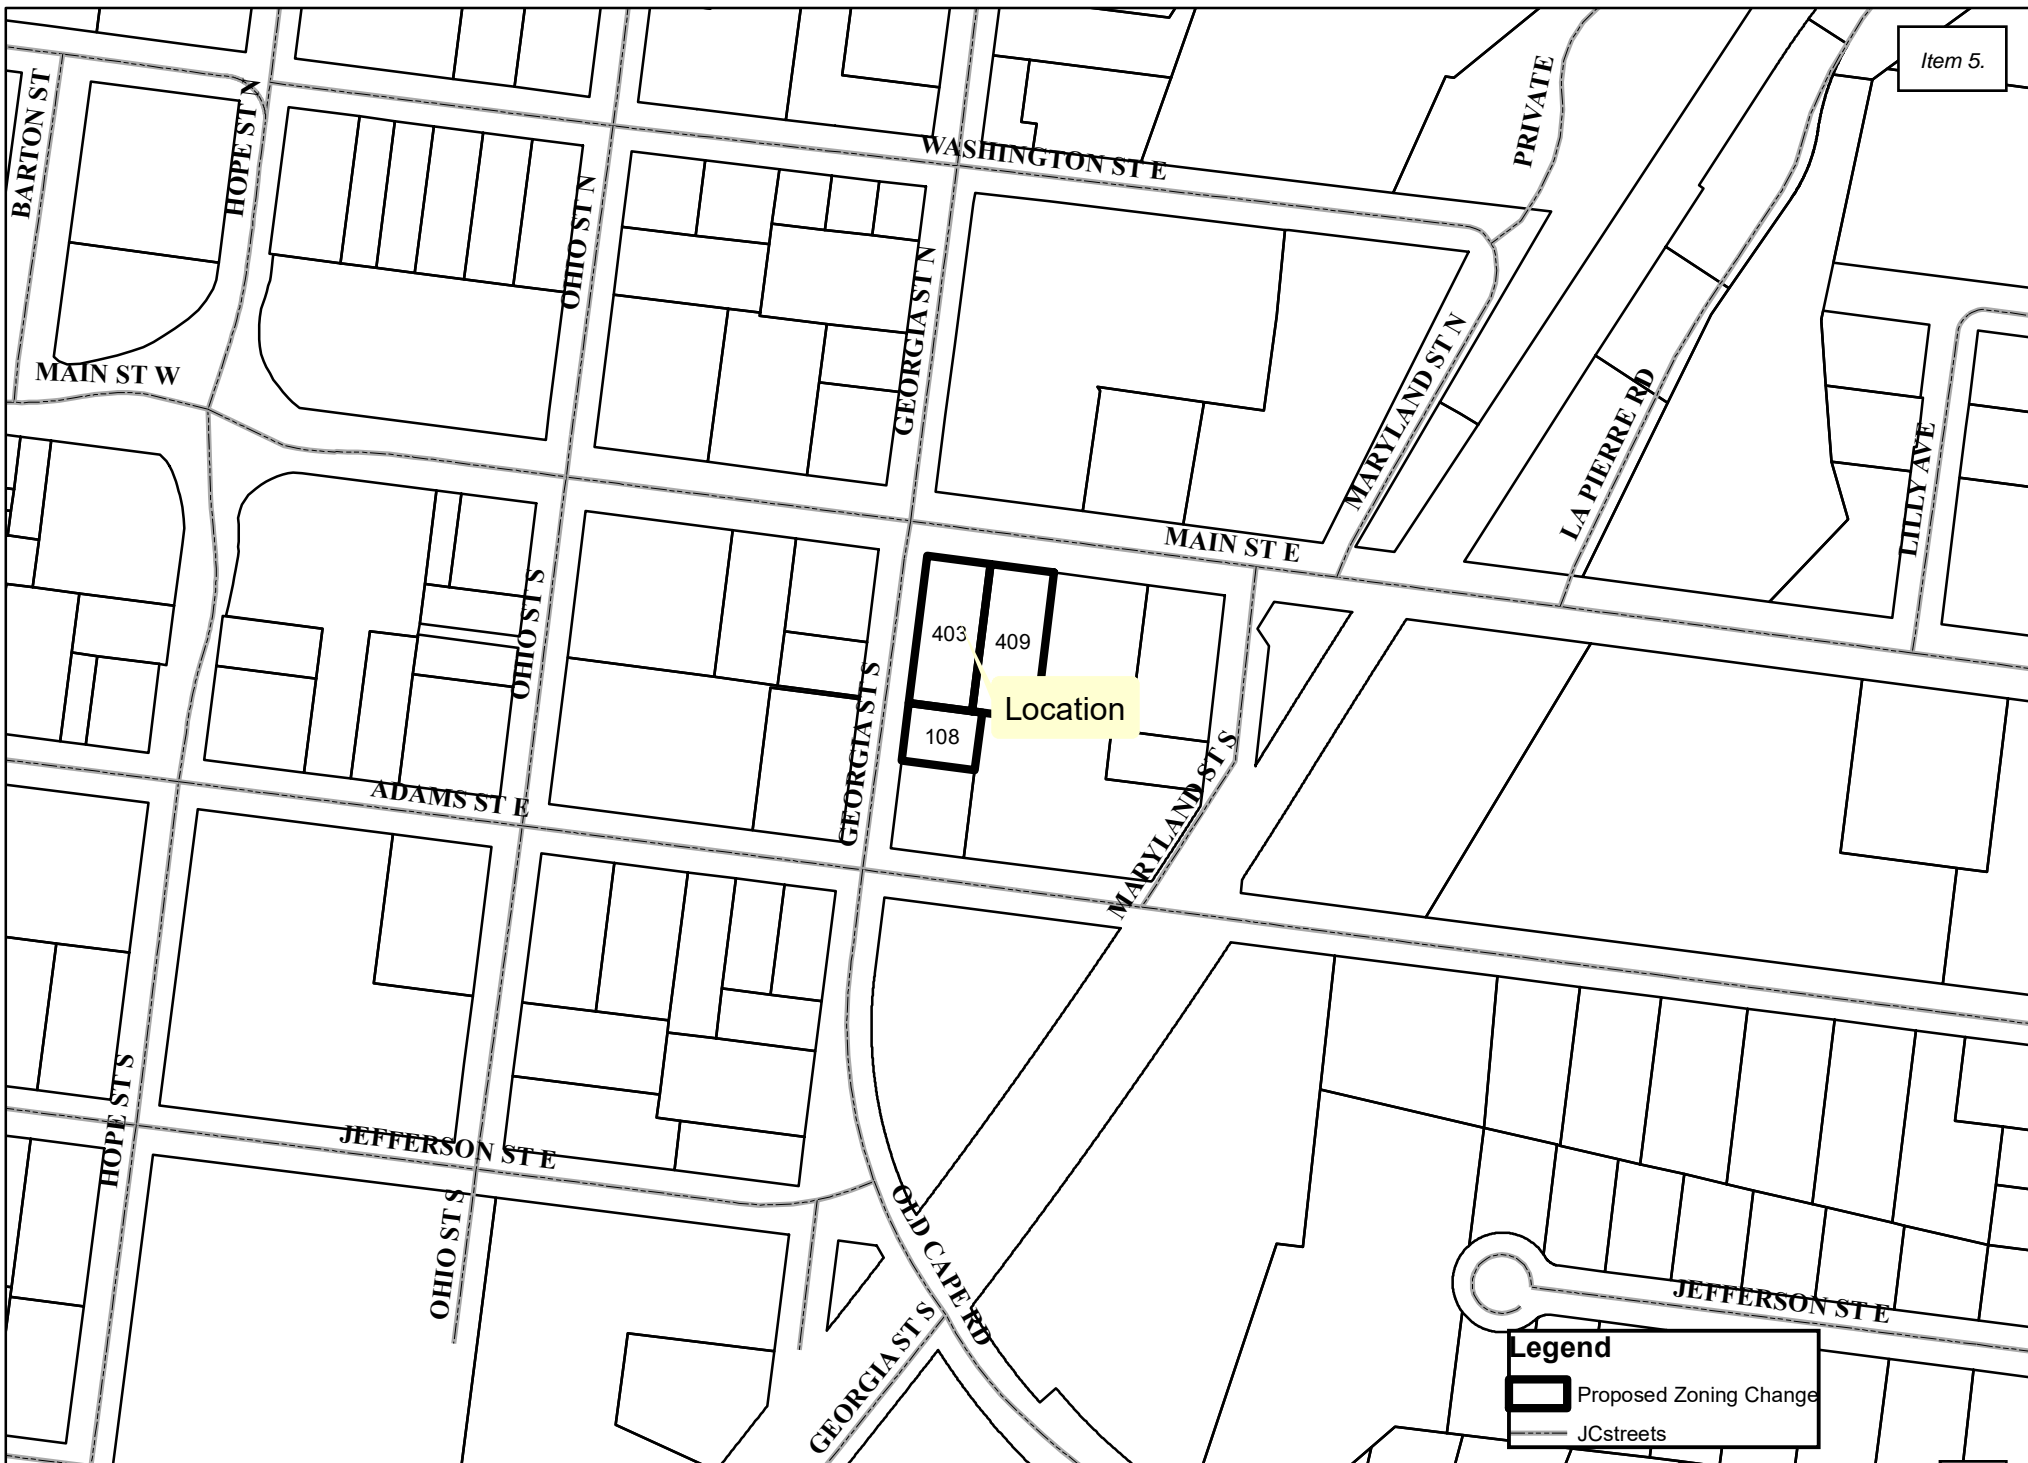 Item 5.
PRIVATE
BARTON ST
HOPE ST N
WASHINGTON ST E
OHIO ST N
GEORGIA ST N
MARYLAND ST N
MAIN ST W
LA PIERRE RD
LILLY AVE
MAIN ST E
OHIO ST S
403
409
GEORGIA ST S
Location
108
MARYLAND ST S
ADAMS ST E
HOPE ST S
JEFFERSON ST E
OHIO ST S
OLD CAPE RD
GEORGIA ST S
JEFFERSON ST E
Legend
Proposed Zoning Change
JCstreets